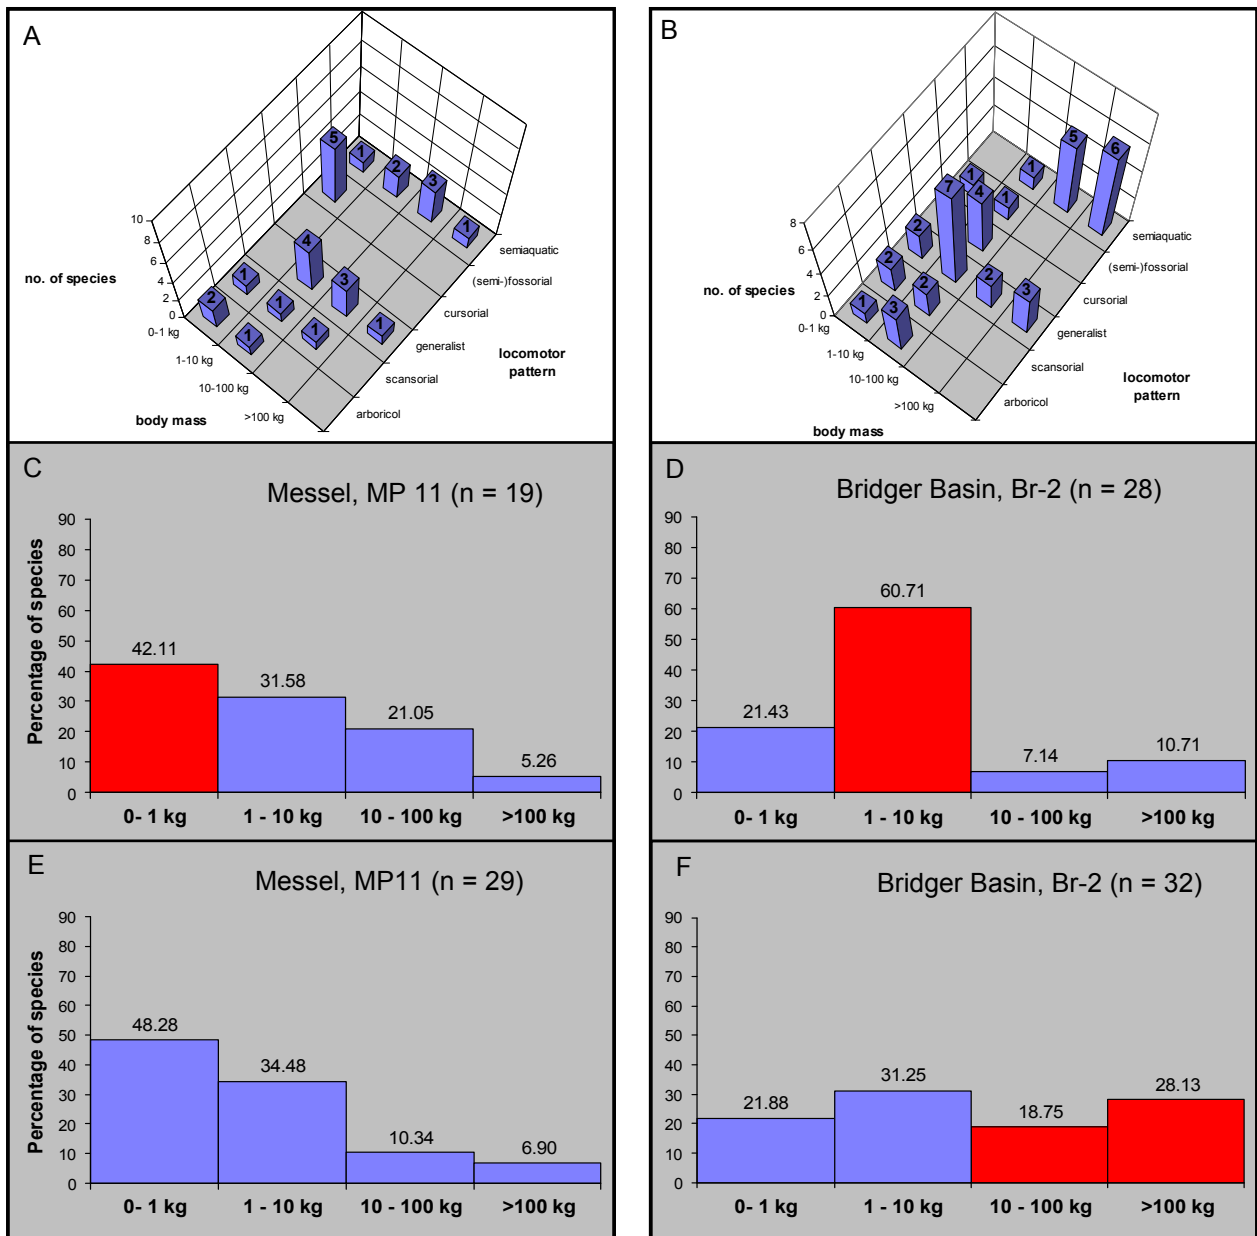 A
5
1
2
3
1
4
3
1
1
2
1
1
1
10
8
6
4
2
0
no. of species
0-1 kg
1-10 kg
10-100 kg
>100 kg
body mass
semiaquatic
(semi-)fossorial
cursorial
generalist
scansorial
arboricol
locomotor
pattern
B
5
6
1
1
7
4
1
2
2
2
2
3
1
3
8
6
4
2
0
no. of species
0-1 kg
1-10 kg
10-100 kg
>100 kg
body mass
semiaquatic
(semi-)fossorial
cursorial
generalist
scansorial
arboricol
locomotor
pattern
C
Messel, MP 11 (n = 19)
Percentage of species
90
80
70
60
50
40
30
20
10
0
42.11
31.58
21.05
5.26
0- 1 kg
1 - 10 kg
10 - 100 kg
>100 kg
D
Bridger Basin, Br-2 (n = 28)
90
80
70
60
50
40
30
20
10
0
21.43
60.71
7.14
10.71
0- 1 kg
1 - 10 kg
10 - 100 kg
>100 kg
E
Messel, MP11 (n = 29)
Percentage of species
90
80
70
60
50
40
30
20
10
0
48.28
34.48
10.34
6.90
0- 1 kg
1 - 10 kg
10 - 100 kg
>100 kg
F
Bridger Basin, Br-2 (n = 32)
90
80
70
60
50
40
30
20
10
0
21.88
31.25
18.75
28.13
0- 1 kg
1 - 10 kg
10 - 100 kg
>100 kg